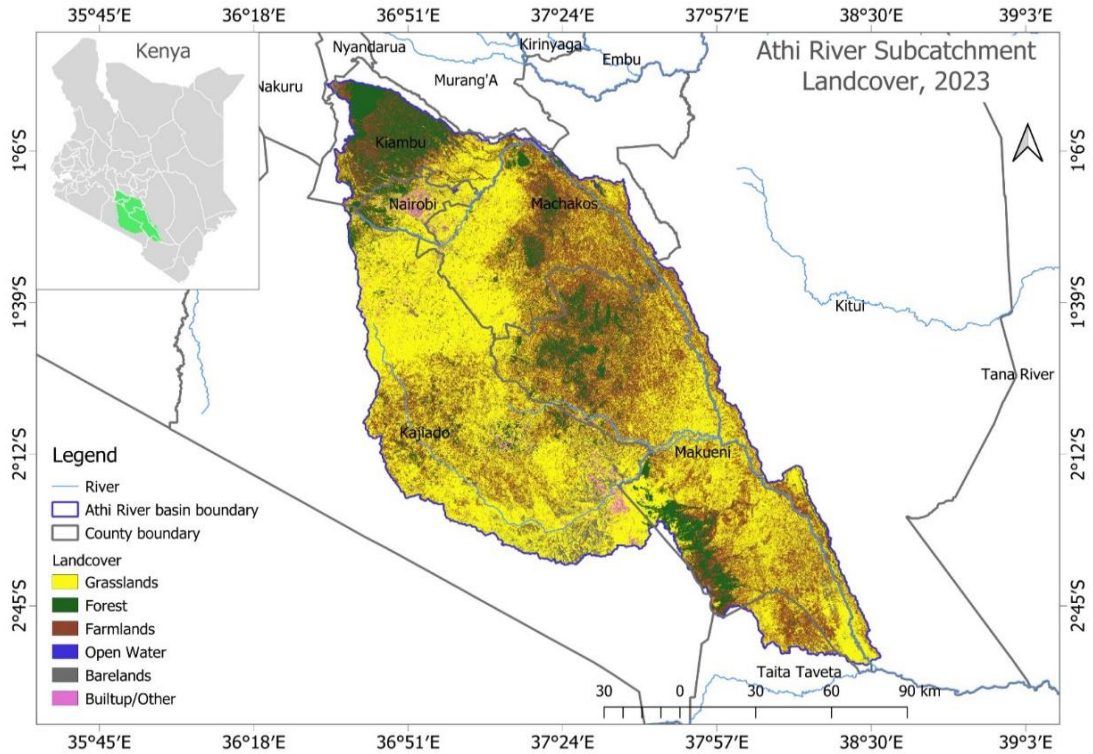 35°45'E 36°18'E 36°51'E 37°24'E 37°57'E 38°30'E 39°3'E
Kenya
Nyandarua
Kirinyaga
Embu
Athi River Subcatchment
Landcover, 2023
Nakuru
Murang'A
1°6'S
1°6'S
Kiambu
Nairobi
Machakos
1°39'S
1°39'S
Kitui
Tana River
Kajiado
2°12'S
2°12'S
Makueni
Legend
River
Athi River basin boundary
County boundary
Landcover
Grasslands
Forest
Farmlands
Open Water
Barelands
Builtup/Other
2°45'S
2°45'S
Taita Taveta
30 0 30 60 90 Km
35°45'E 36°18'E 36°51'E 37°24'E 37°57'E 38°30'E 39°3'E